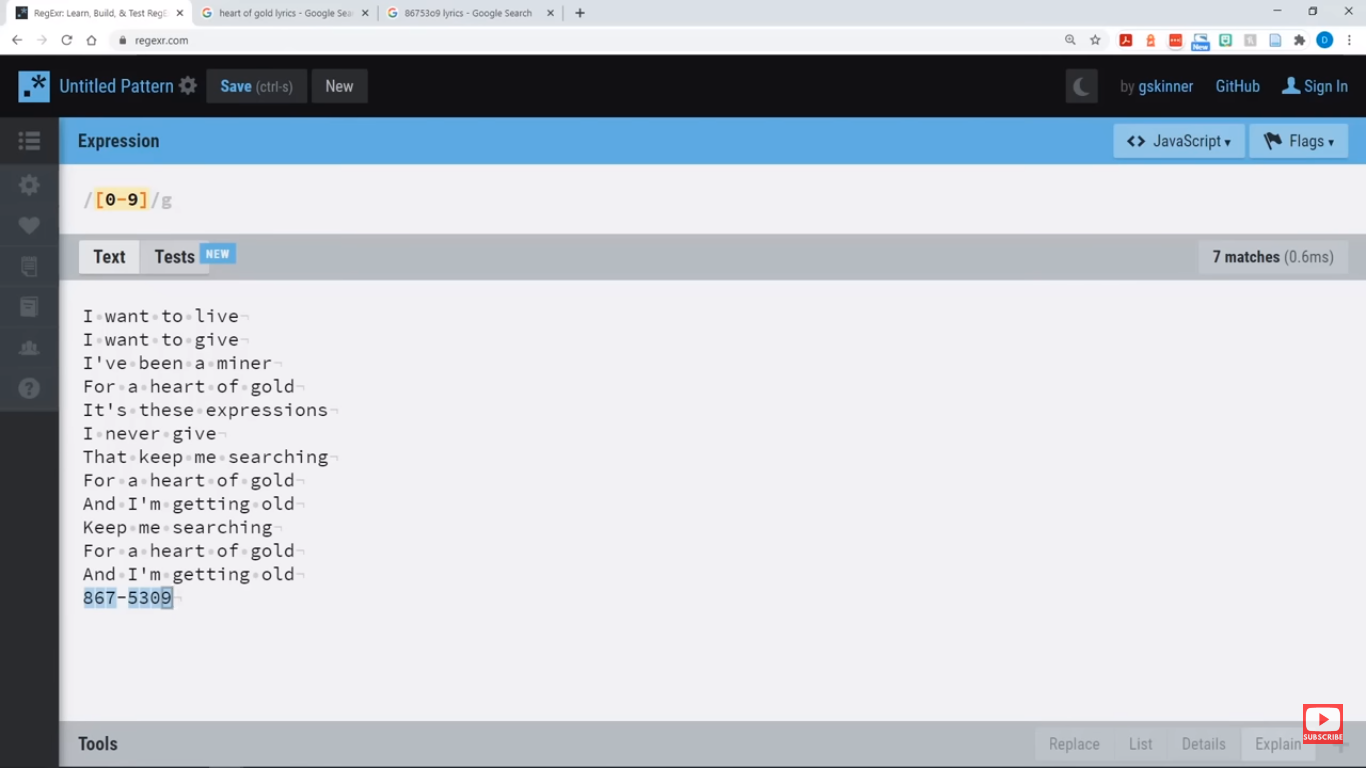 RegExr: Learn, Build, & Test RegE
heart of gold lyrics - Google Sea
86753o9 lyrics - Google Search
regexr.com
New
D
.*
Untitled Pattern
Save (ctrl-s)
New
by gskinner
GitHub
Sign In
Expression
<> JavaScript
Flags
/[0-9]/g
Text
Tests
NEW
7 matches (0.6ms)
I want to live
I want to give
I've been a miner
For a heart of gold
It's these expressions
I never give
That keep me searching
For a heart of gold
And I'm getting old
Keep me searching
For a heart of gold
And I'm getting old
867-5309
SUBSCRIBE
Tools
Replace
List
Details
Explain